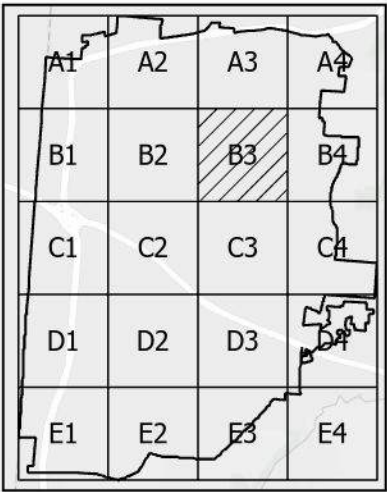 A1 A2 A3 A4
B1 B2 B3 B4
C1 C2 C3 C4
D1 D2 D3 D4
E1 E2 E3 E4